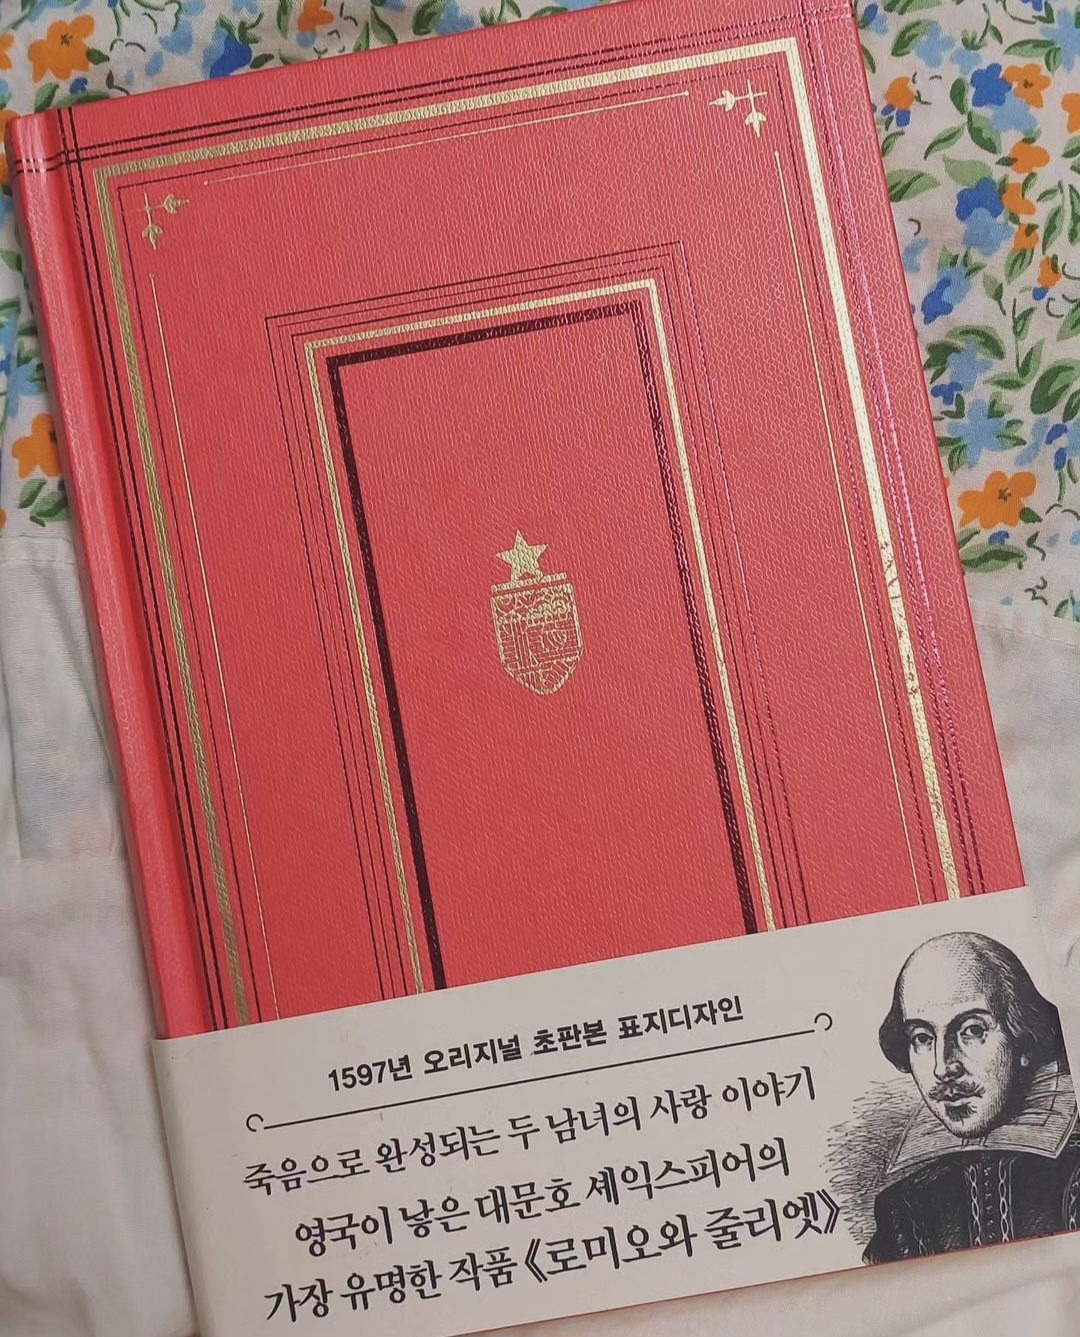 1597년 오리지널 초판본 표지디자인
죽음으로 완성되는 두 남녀의 사랑 이야기
영국이 낳은 대문호 셰익스피어의
가장 유명한 작품 《로미오와 줄리엣》